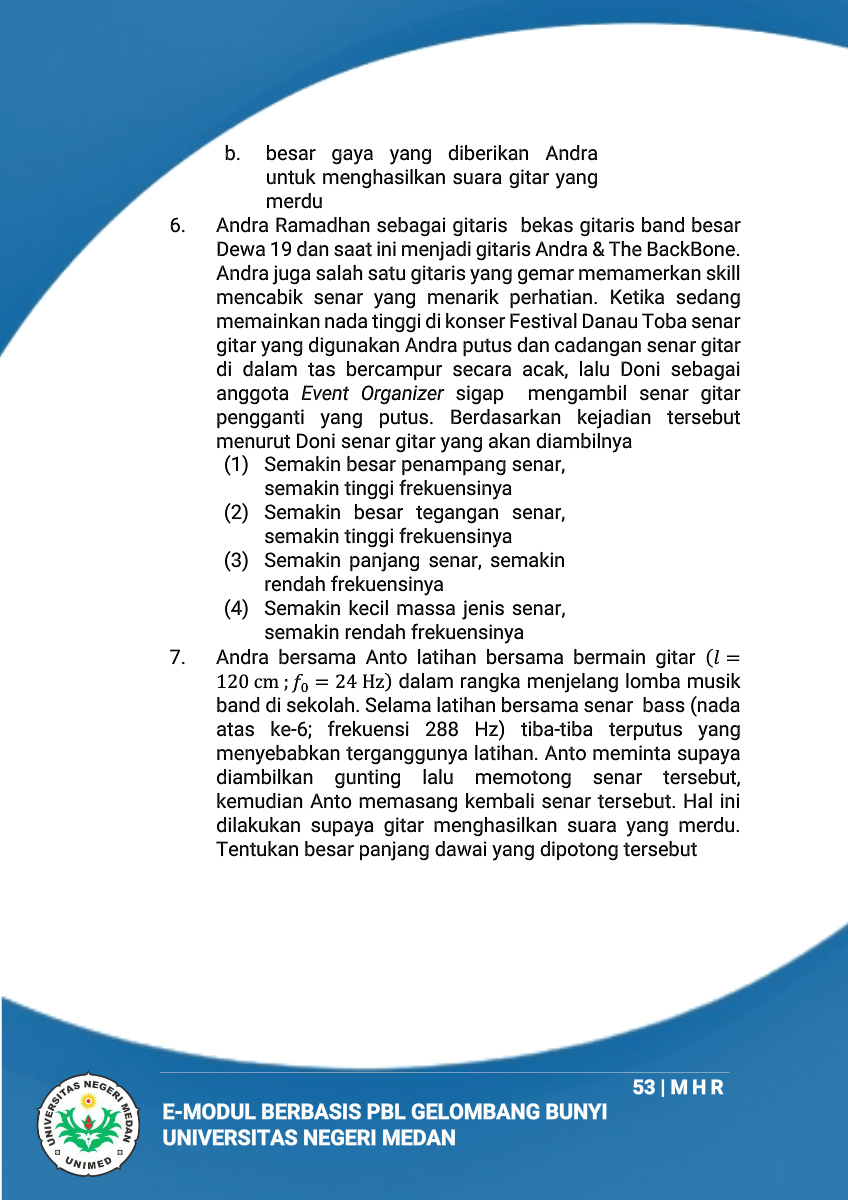 b. besar gaya yang diberikan Andra
untuk menghasilkan suara gitar yang
merdu
6. Andra Ramadhan sebagai gitaris bekas gitaris band besar
Dewa 19 dan saat ini menjadi gitaris Andra & The BackBone.
Andra juga salah satu gitaris yang gemar memamerkan skill
mencabik senar yang menarik perhatian. Ketika sedang
memainkan nada tinggi di konser Festival Danau Toba senar
gitar yang digunakan Andra putus dan cadangan senar gitar
di dalam tas bercampur secara acak, lalu Doni sebagai
anggota Event Organizer sigap mengambil senar gitar
pengganti yang putus. Berdasarkan kejadian tersebut
menurut Doni senar gitar yang akan diambilnya
(1) Semakin besar penampang senar,
semakin tinggi frekuensinya
(2) Semakin besar tegangan senar,
semakin tinggi frekuensinya
(3) Semakin panjang senar, semakin
rendah frekuensinya
(4) Semakin kecil massa jenis senar,
semakin rendah frekuensinya
7. Andra bersama Anto latihan bersama bermain gitar (l =
120 cm ; f₀ = 24 Hz) dalam rangka menjelang lomba musik
band di sekolah. Selama latihan bersama senar bass (nada
atas ke-6; frekuensi 288 Hz) tiba-tiba terputus yang
menyebabkan terganggunya latihan. Anto meminta supaya
diambilkan gunting lalu memotong senar tersebut,
kemudian Anto memasang kembali senar tersebut. Hal ini
dilakukan supaya gitar menghasilkan suara yang merdu.
Tentukan besar panjang dawai yang dipotong tersebut
53 | M H R
E-MODUL BERBASIS PBL GELOMBANG BUNYI
UNIVERSITAS NEGERI MEDAN
UNIVERSITAS NEGERI MEDAN
UNIMED